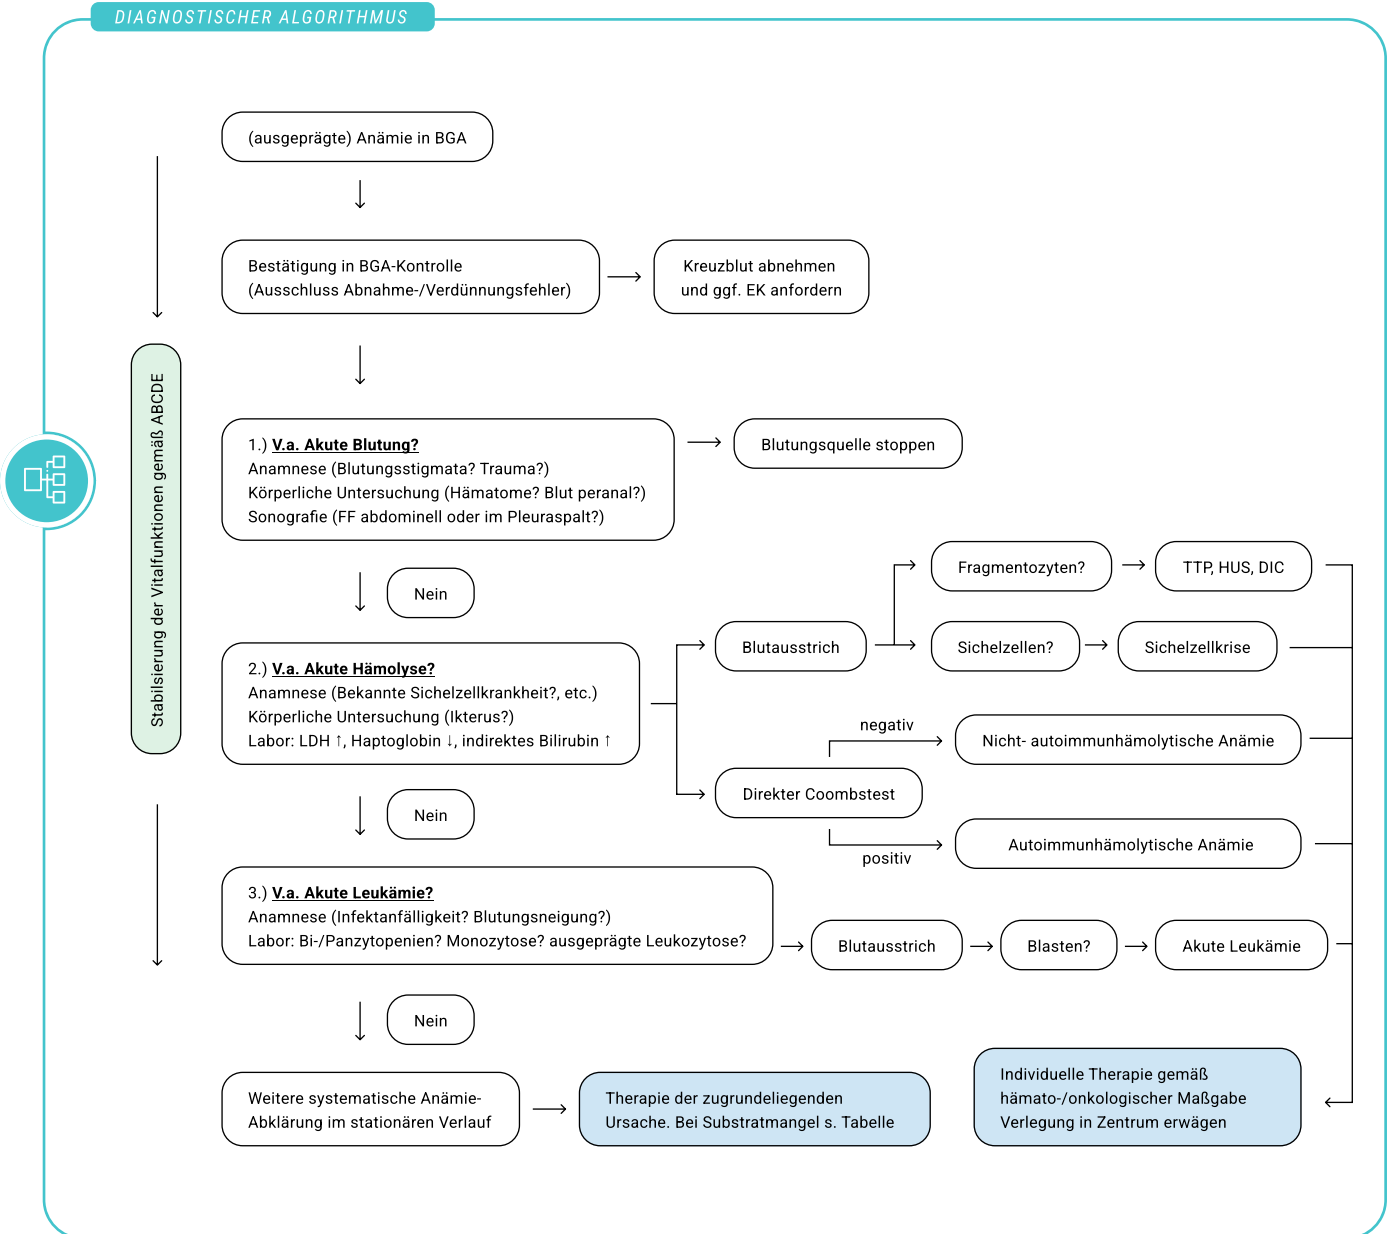 DIAGNOSTISCHER ALGORITHMUS
(ausgeprägte) Anämie in BGA
Bestätigung in BGA-Kontrolle
(Ausschluss Abnahme-/Verdünnungsfehler)
Kreuzblut abnehmen
und ggf. EK anfordern
Stabilsierung der Vitalfunktionen gemäß ABCDE
1.) V.a. Akute Blutung?
Anamnese (Blutungsstigmata? Trauma?)
Körperliche Untersuchung (Hämatome? Blut peranal?)
Sonografie (FF abdominell oder im Pleuraspalt?)
Blutungsquelle stoppen
Nein
2.) V.a. Akute Hämolyse?
Anamnese (Bekannte Sichelzellkrankheit?, etc.)
Körperliche Untersuchung (Ikterus?)
Labor: LDH ↑, Haptoglobin ↓, indirektes Bilirubin ↑
Blutausstrich
Fragmentozyten?
TTP, HUS, DIC
Sichelzellen?
Sichelzellkrise
Direkter Coombstest
negativ
Nicht- autoimmunhämolytische Anämie
positiv
Autoimmunhämolytische Anämie
Nein
3.) V.a. Akute Leukämie?
Anamnese (Infektanfälligkeit? Blutungsneigung?)
Labor: Bi-/Panzytopenien? Monozytose? ausgeprägte Leukozytose?
Blutausstrich
Blasten?
Akute Leukämie
Nein
Weitere systematische Anämie-
Abklärung im stationären Verlauf
Therapie der zugrundeliegenden
Ursache. Bei Substratmangel s. Tabelle
Individuelle Therapie gemäß
hämato-/onkologischer Maßgabe
Verlegung in Zentrum erwägen